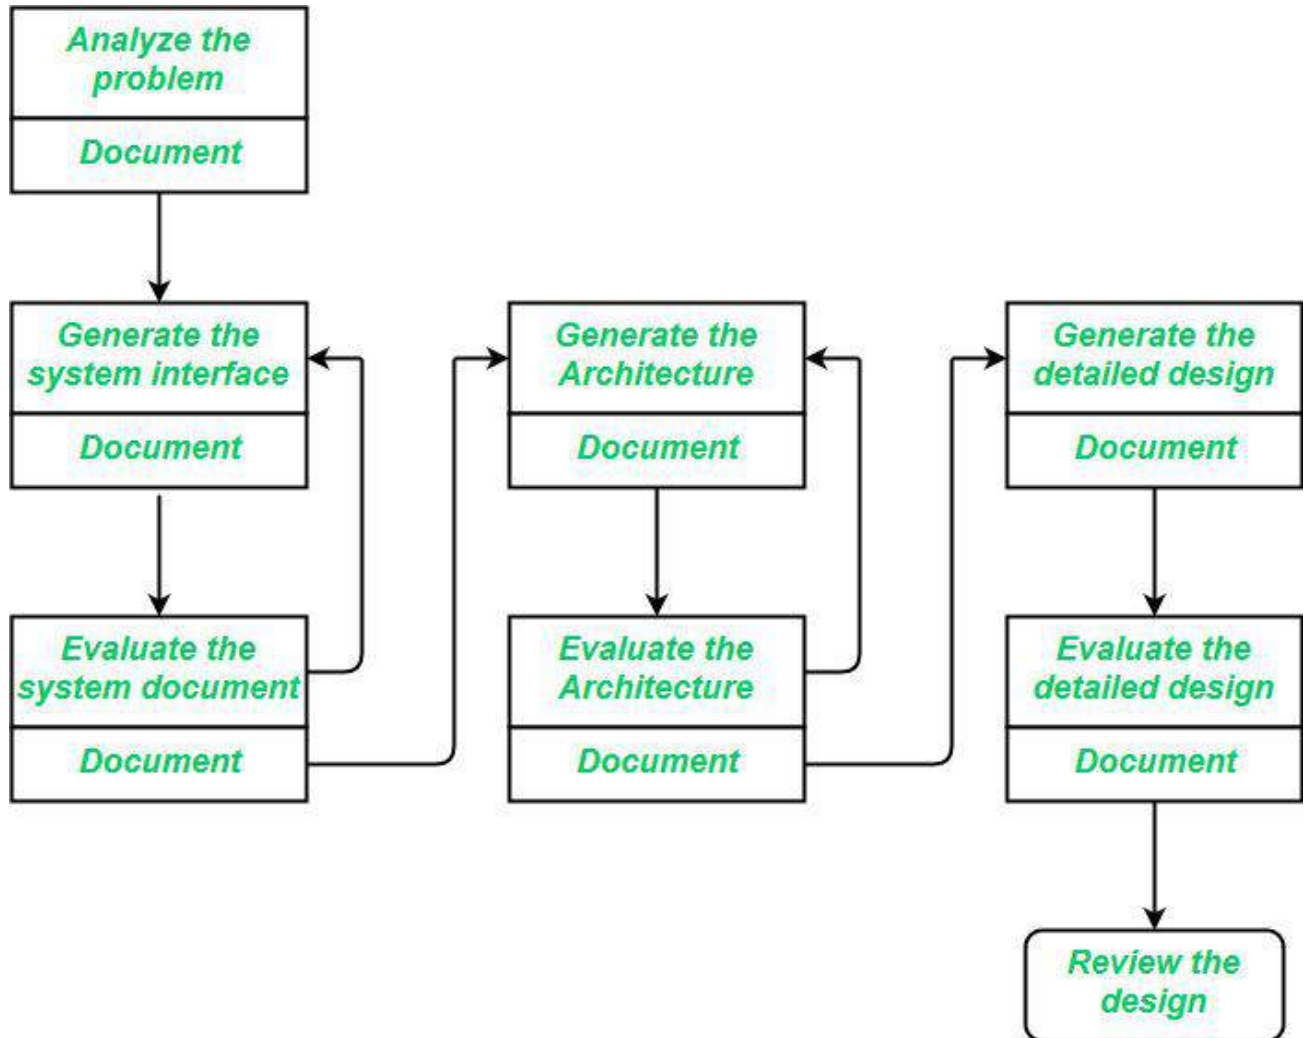 Analyze the
problem
Document
Generate the
system interface
Document
Evaluate the
system document
Document
Generate the
Architecture
Document
Evaluate the
Architecture
Document
Generate the
detailed design
Document
Evaluate the
detailed design
Document
Review the
design